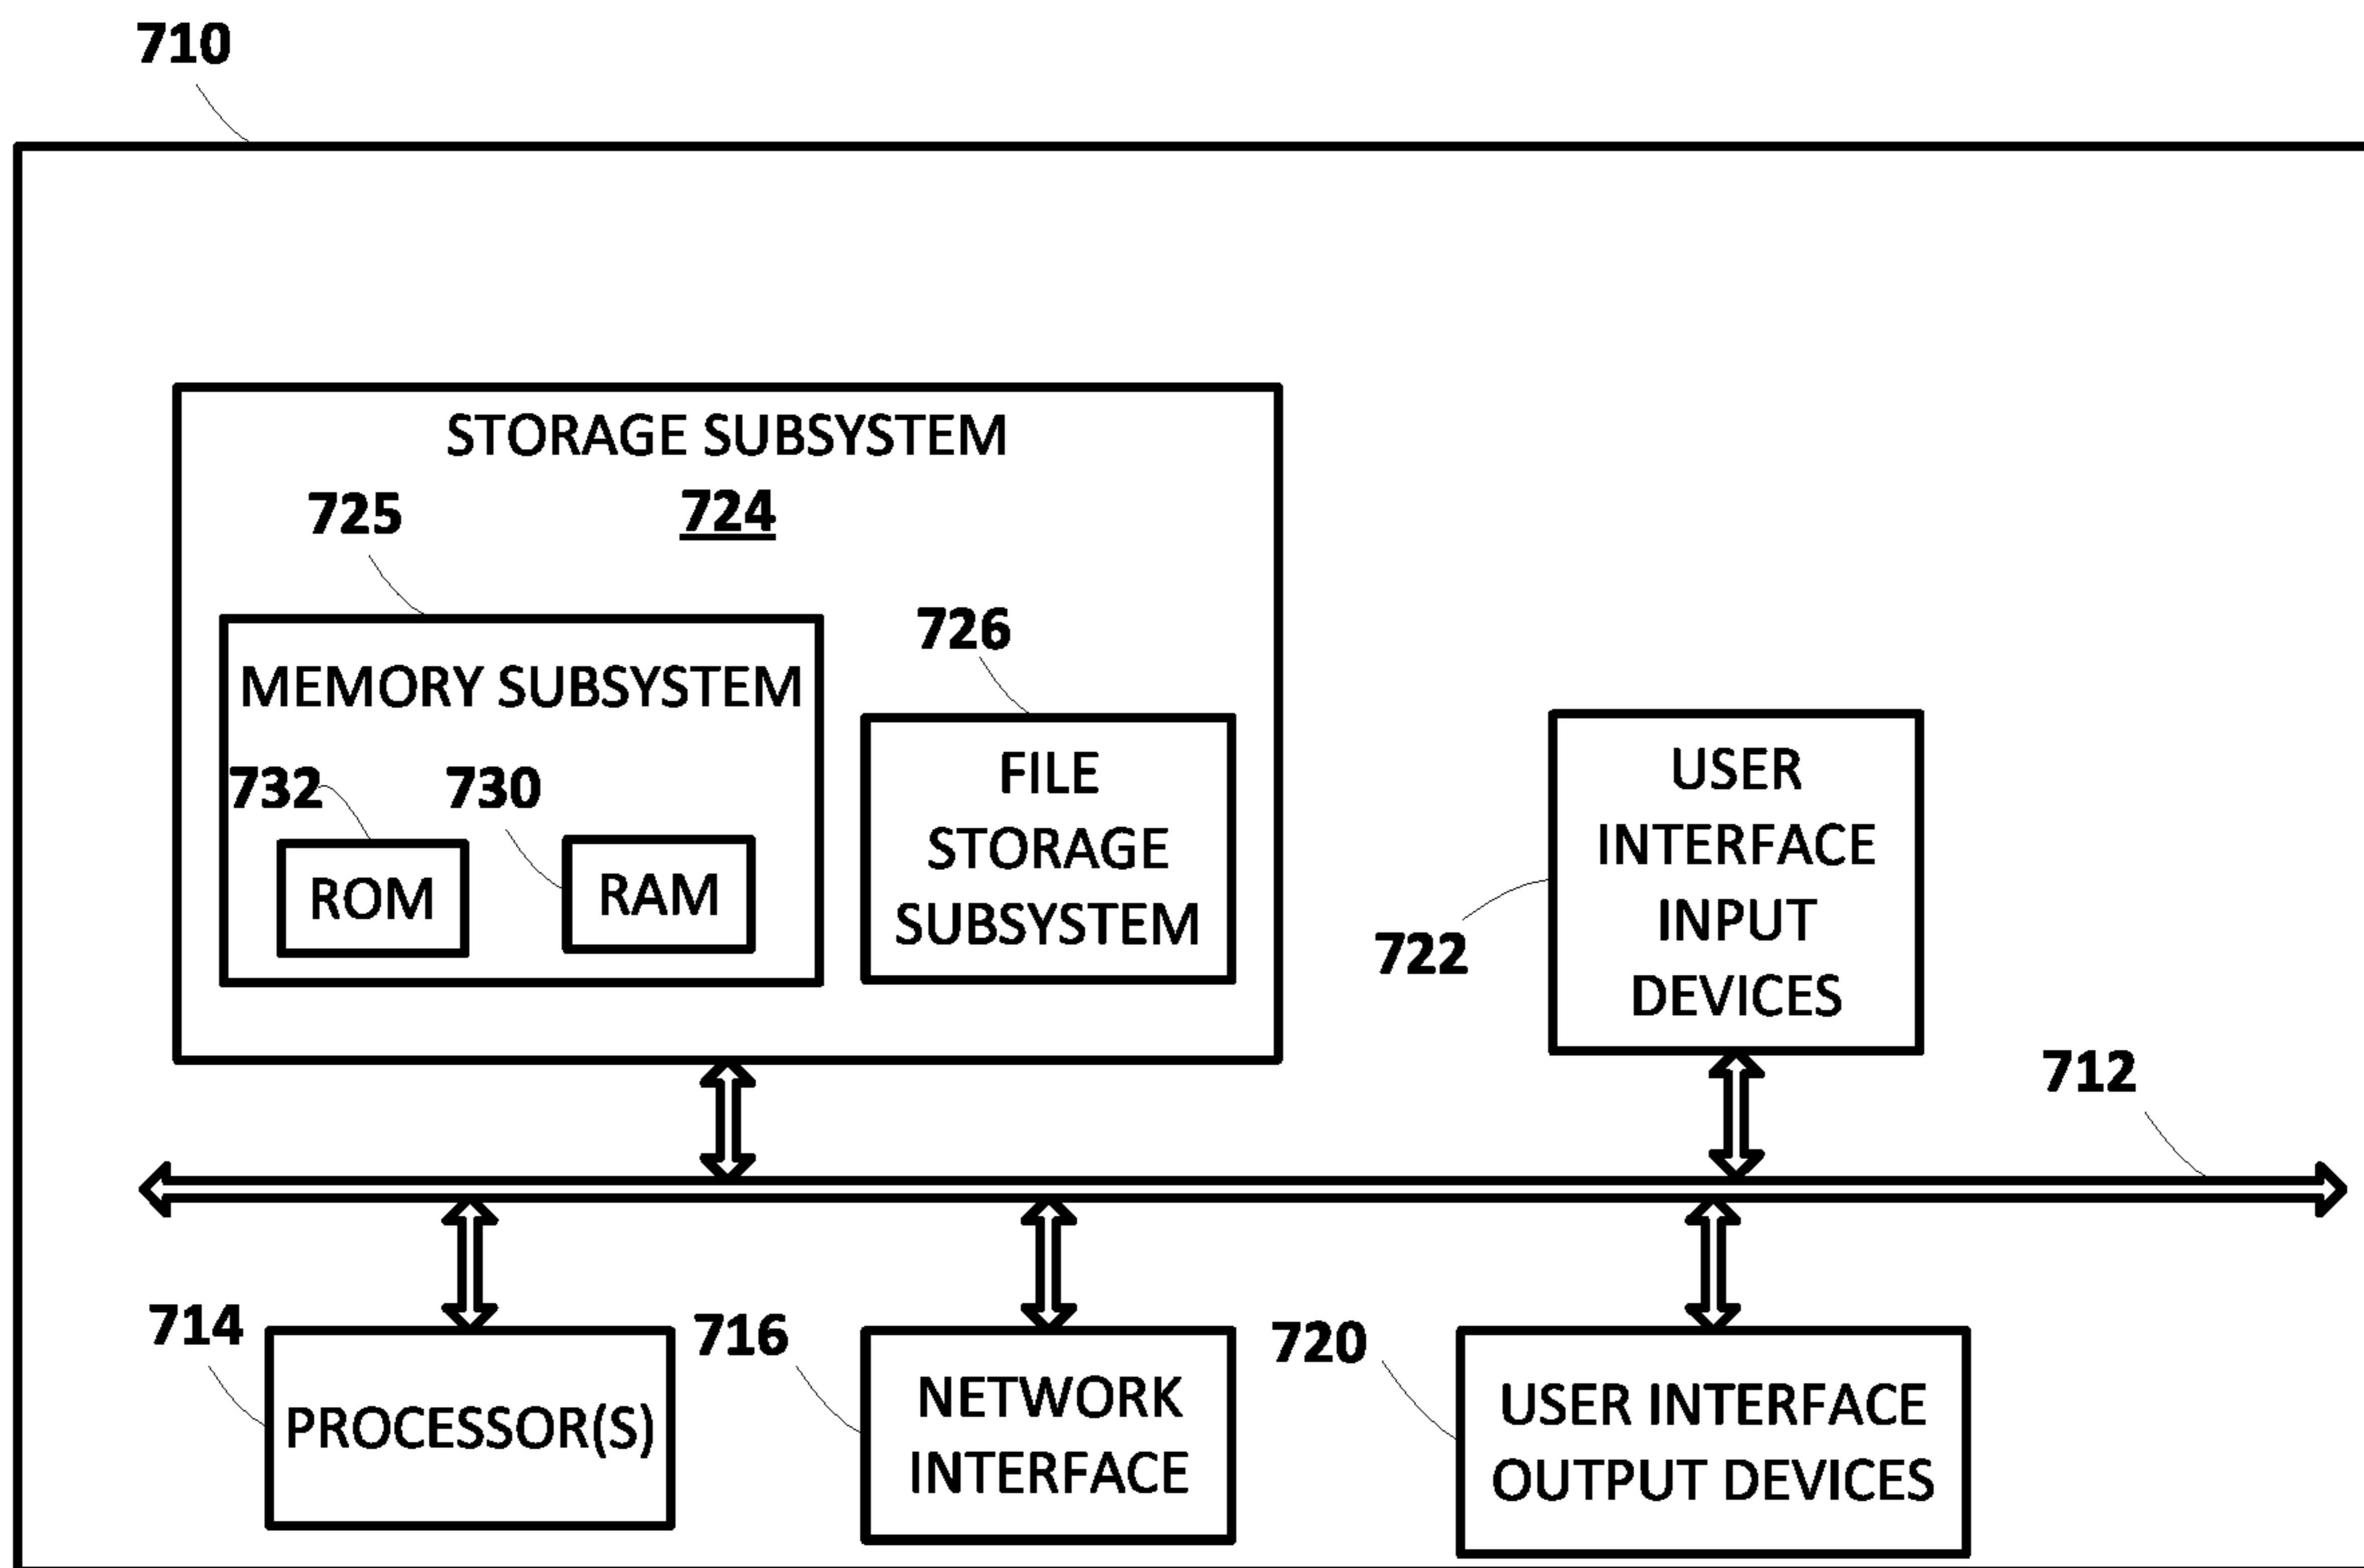 710
STORAGE SUBSYSTEM
724
725
726
MEMORY SUBSYSTEM
732
730
ROM
RAM
FILE
STORAGE
SUBSYSTEM
USER
INTERFACE
INPUT
DEVICES
722
712
714
PROCESSOR(S)
716
NETWORK
INTERFACE
720
USER INTERFACE
OUTPUT DEVICES